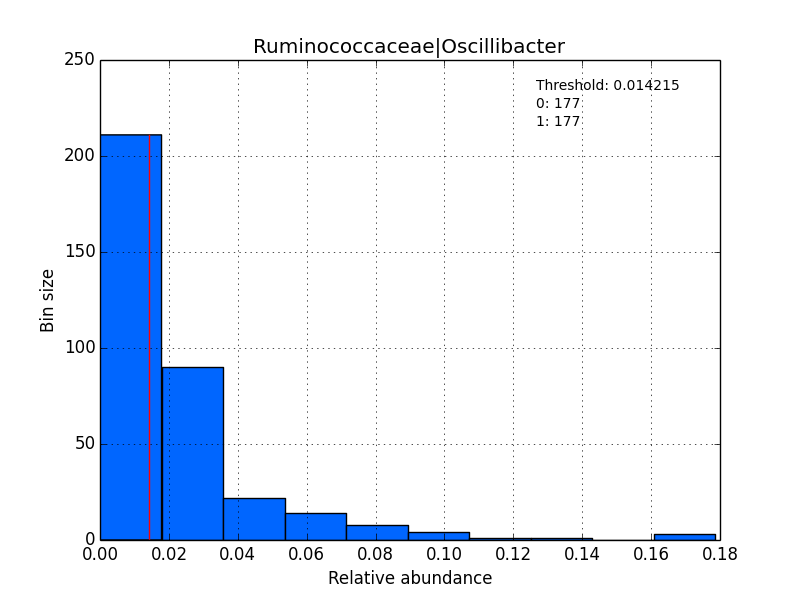 Ruminococcaceae|Oscillibacter
250
200
150
100
50
0
Bin size
Threshold: 0.014215
0: 177
1: 177
0.00 0.02 0.04 0.06 0.08 0.10 0.12 0.14 0.16 0.18
Relative abundance